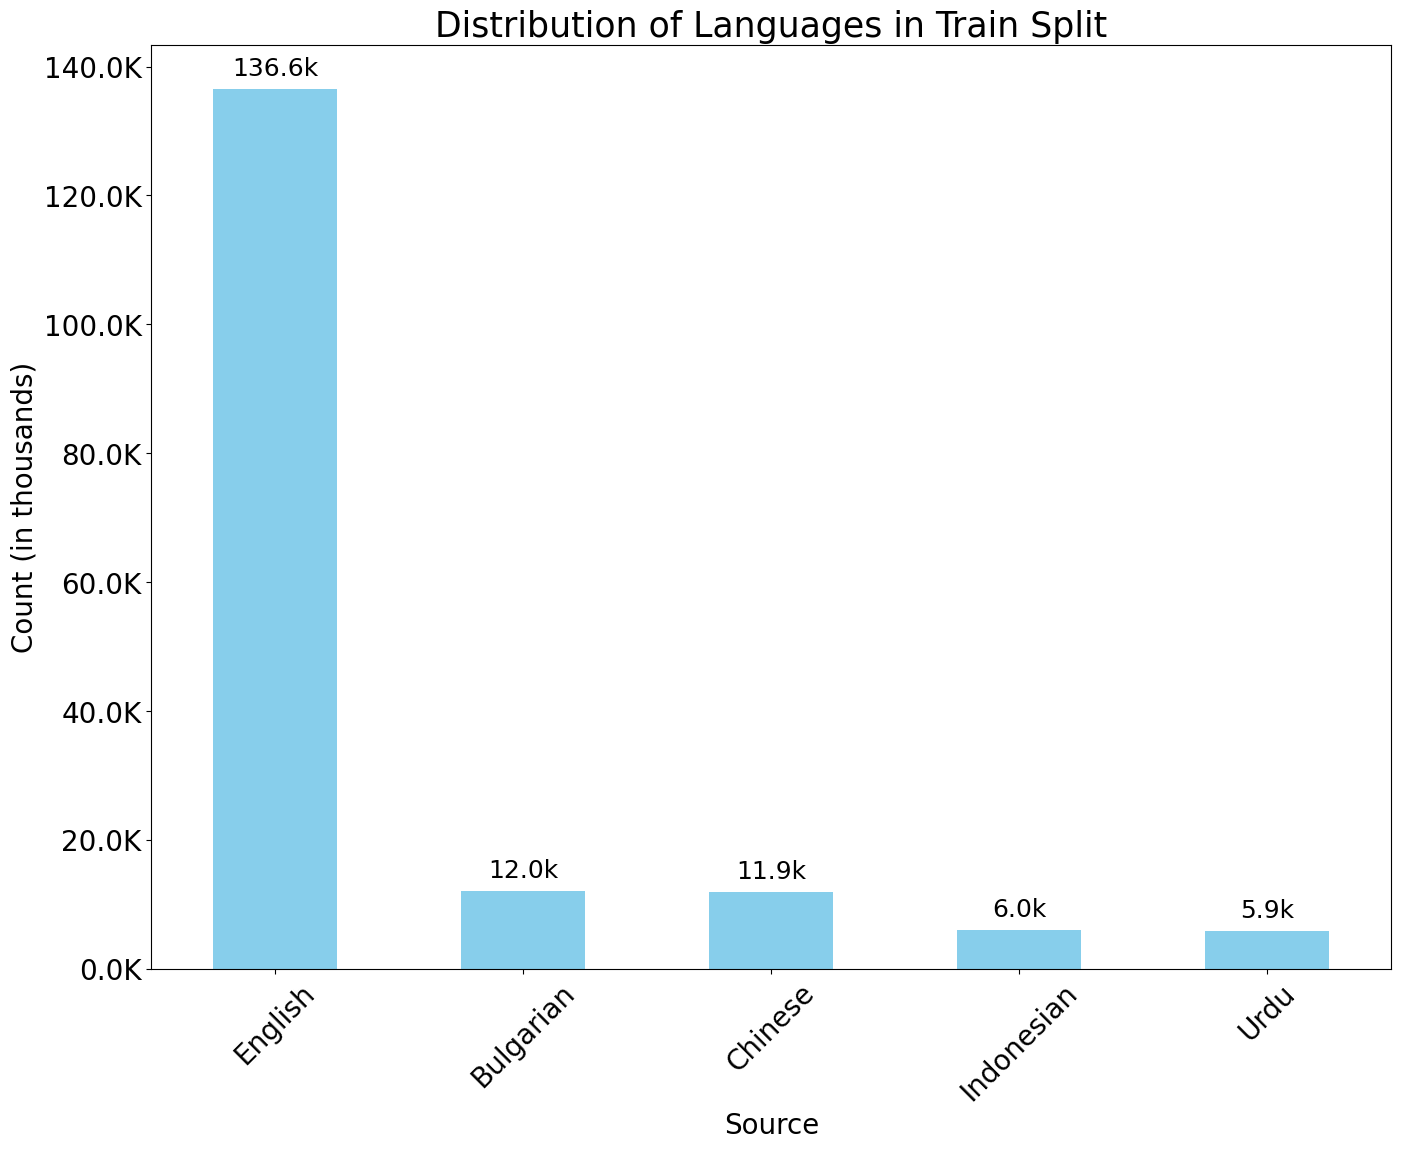 Distribution of Languages in Train Split
140.0K
120.0K
100.0K
80.0K
60.0K
40.0K
20.0K
0.0K
Count (in thousands)
136.6k
12.0k
11.9k
6.0k
5.9k
English
Bulgarian
Chinese
Indonesian
Urdu
Source